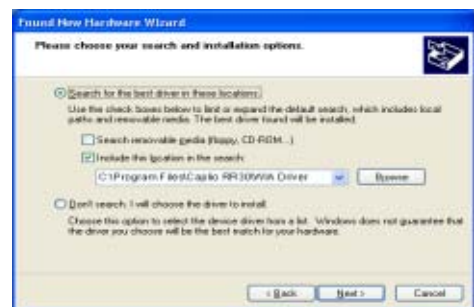 Found New Hardware Wizard
Please choose your search and installation options.
Search for the best driver in these locations.
Use the check boxes below to limit or expand the default search, which includes local
paths and removable media. The best driver found will be installed.
Search removable media (floppy, CD-ROM...)
Include this location in the search:
C:\Program Files\Caplio Driver
Browse
Don't search. I will choose the driver to install.
Choose this option to select the device driver from a list. Windows does not guarantee that
the driver you choose will be the best match for your hardware.
< Back
Next >
Cancel